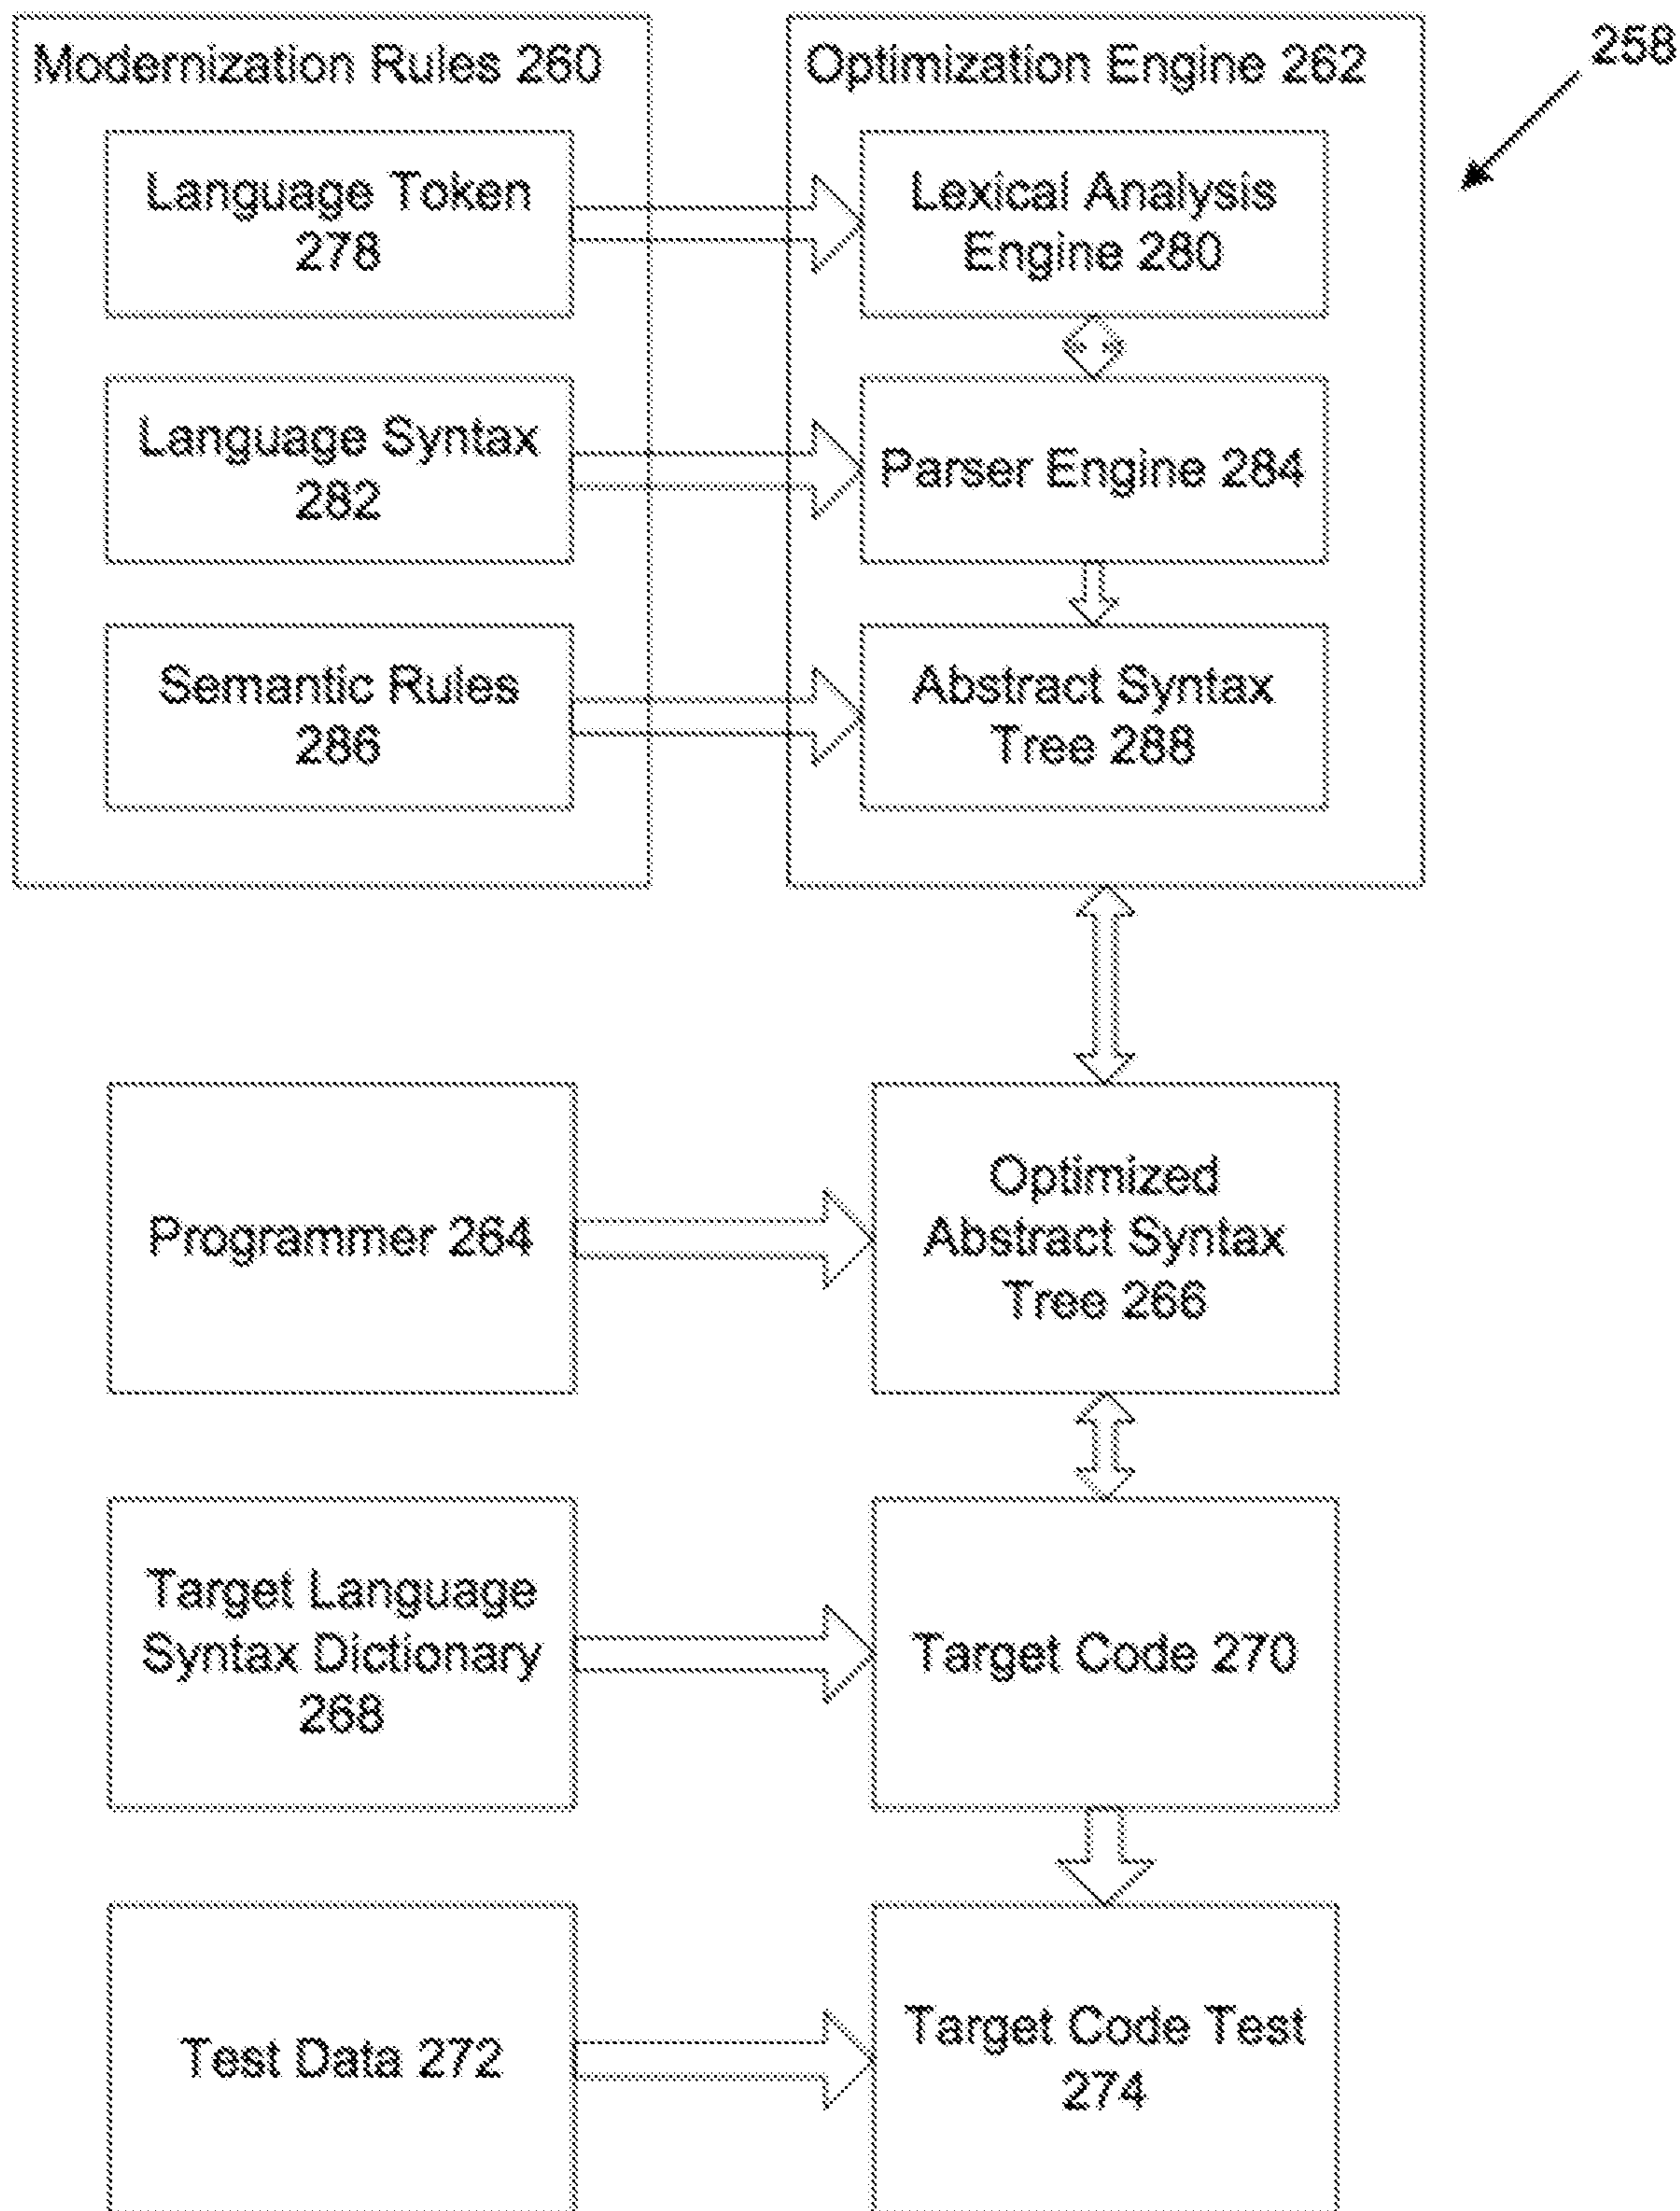 Modernization Rules 260
Optimization Engine 262
258
Language Token
278
Lexical Analysis
Engine 280
Language Syntax
282
Parser Engine 284
Semantic Rules
286
Abstract Syntax
Tree 288
Programmer 264
Optimized
Abstract Syntax
Tree 266
Target Language
Syntax Dictionary
268
Target Code 270
Test Data 272
Target Code Test
274